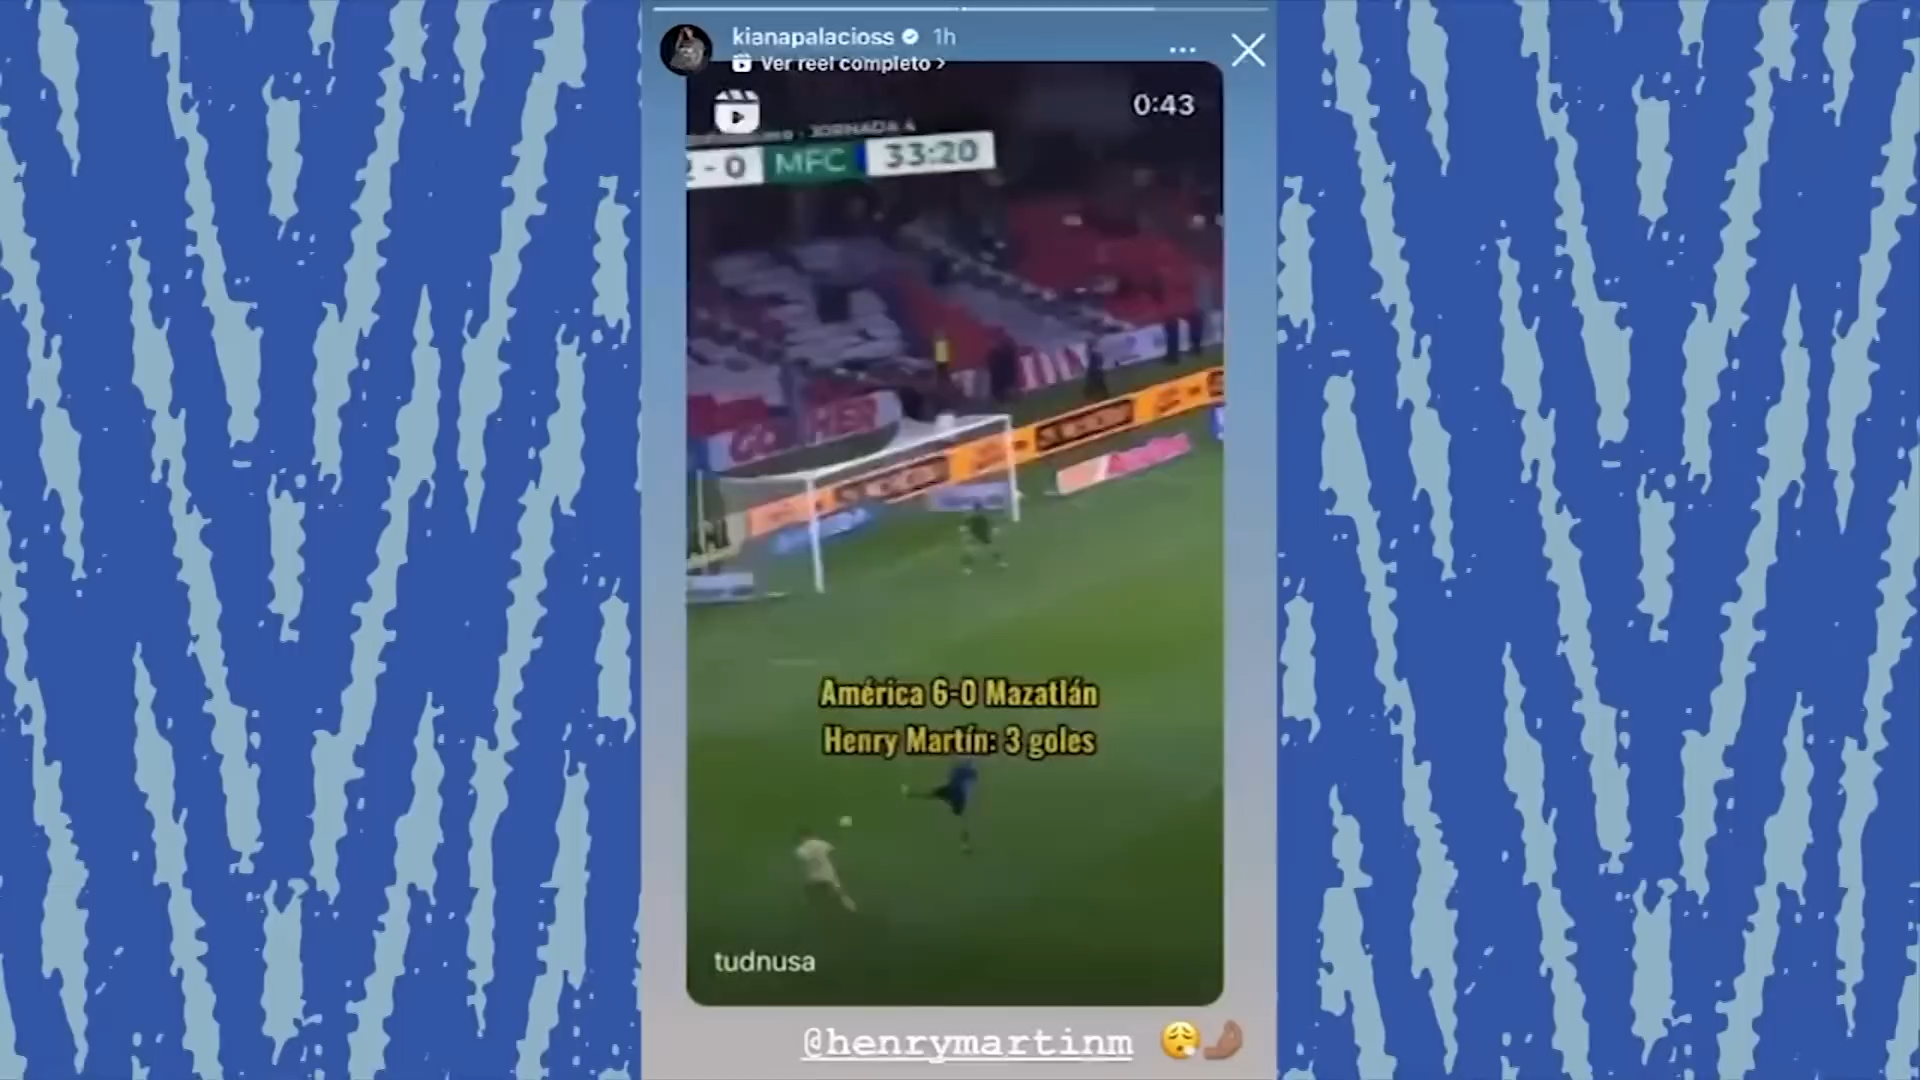 kianapalacioss 1h
Ver reel completo >
0:43
JORNADA 4
2 - 0 MFC 33:20
América 6-0 Mazatlán
Henry Martín: 3 goles
tudnusa
@henrymartinm